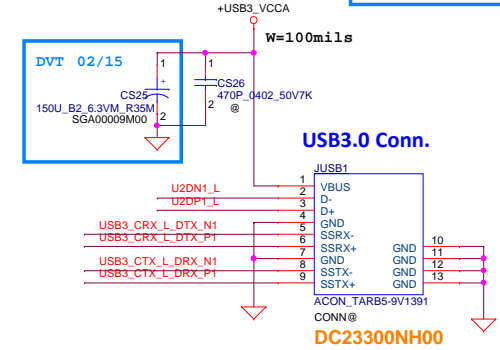 +USB3_VCCA
W=100mils
DVT 02/15
1
1
+
CS25
CS26
150U_B2_6.3VM_R35M
470P_0402_50V7K
SGA00009M00
2
2
@
USB3.0 Conn.
JUSB1
1 VBUS
U2DN1_L 2 D-
U2DP1_L 3 D+
4 GND
USB3_CRX_L_DTX_N1 5 SSRX-
USB3_CRX_L_DTX_P1 6 SSRX+ GND 10
7 GND GND 11
USB3_CTX_L_DRX_N1 8 SSTX- GND 12
USB3_CTX_L_DRX_P1 9 SSTX+ GND 13
ACON_TARB5-9V1391
CONN@
DC23300NH00